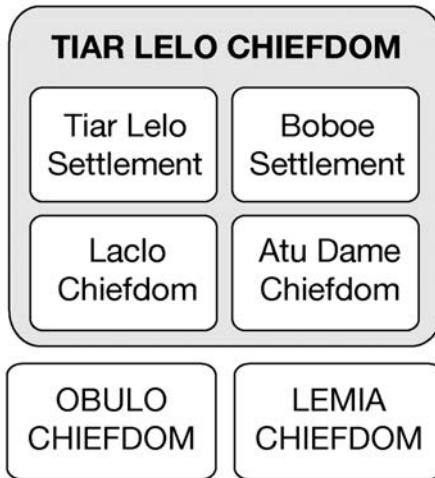 TIAR LELO CHIEFDOM
Tiar Lelo
Settlement
Boboe
Settlement
Laclo
Chiefdom
Atu Dame
Chiefdom
OBULO
CHIEFDOM
LEMIA
CHIEFDOM